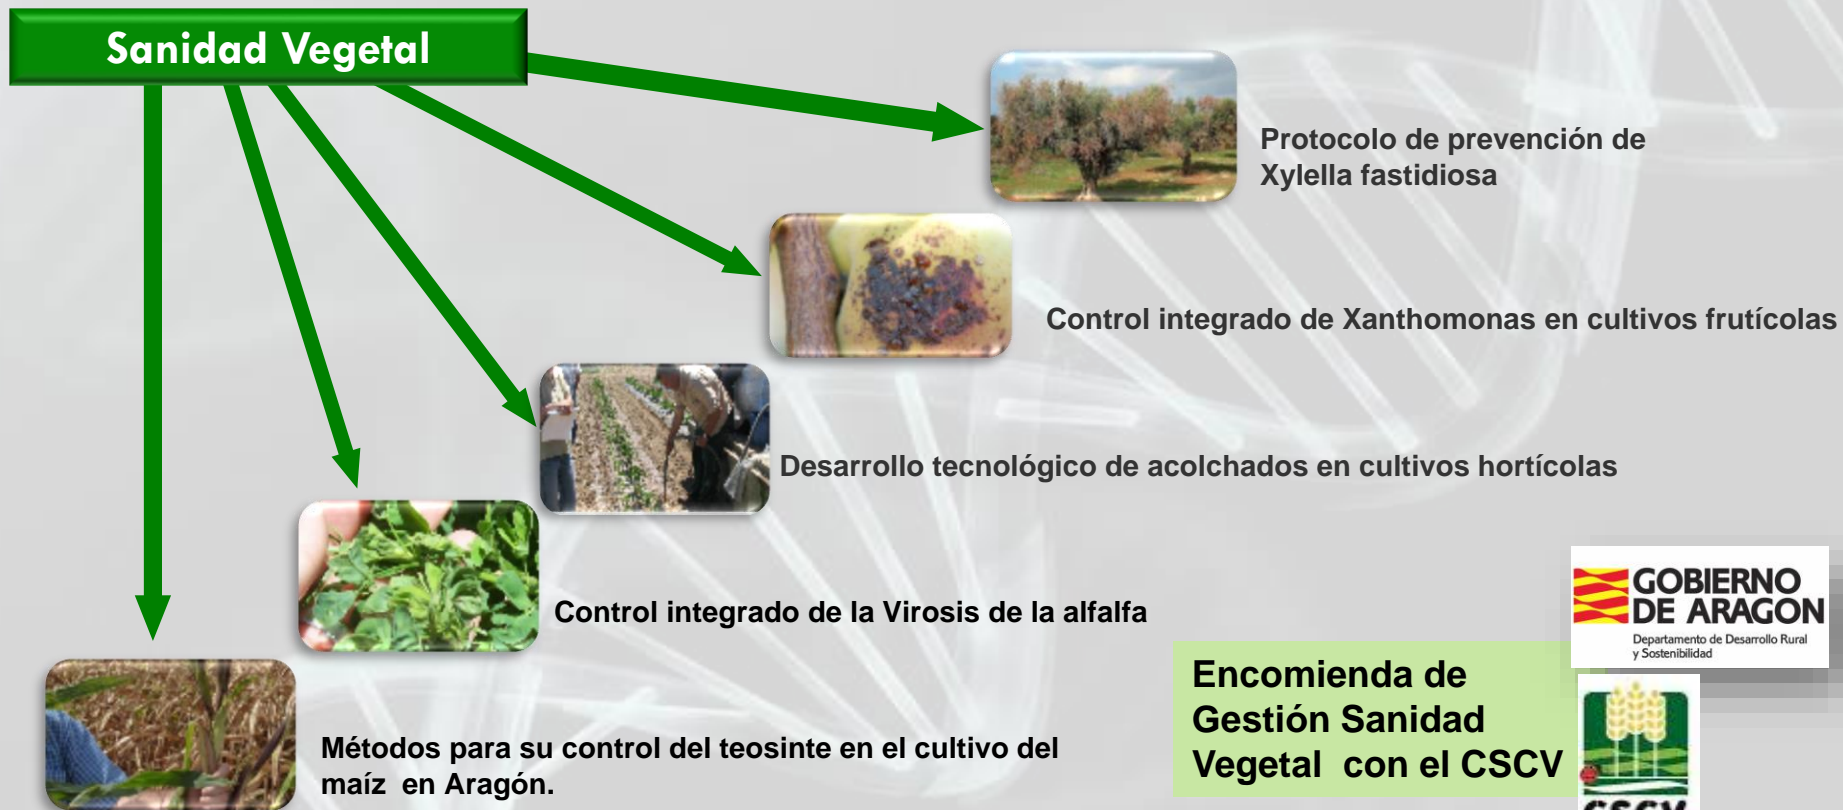 Sanidad Vegetal
Protocolo de prevención de
Xylella fastidiosa
Control integrado de Xanthomonas en cultivos frutícolas
Desarrollo tecnológico de acolchados en cultivos hortícolas
Control integrado de la Virosis de la alfalfa
Métodos para su control del teosinte en el cultivo del
maíz en Aragón.
Encomienda de
Gestión Sanidad
Vegetal con el CSCV
GOBIERNO
DE ARAGON
Departamento de Desarrollo Rural
y Sostenibilidad
CSCV